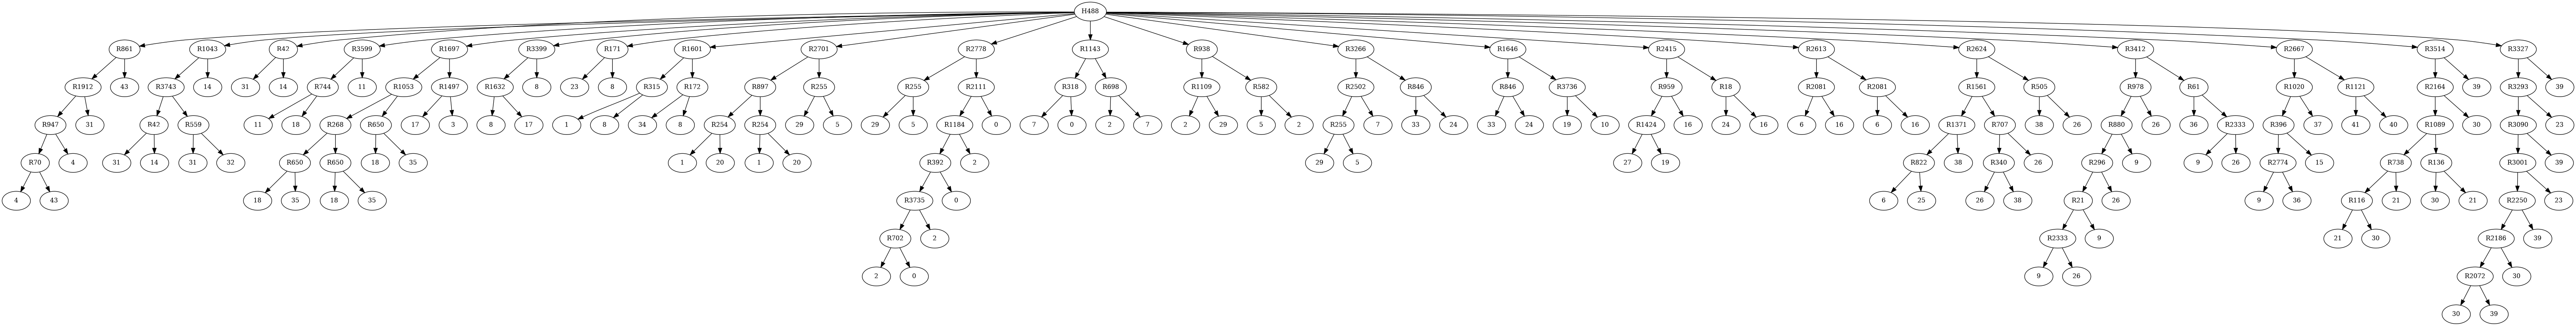 H488
R861 R1043 R42 R3599 R1697 R3399 R171 R1601 R2701 R2778 R1143 R938 R3266 R1646 R2415 R2613 R2624 R3412 R2667 R3514 R3327
R1912 43 R3743 14 31 14 R744 11 R1053 R1497 R1632 8 23 8 R315 R172 R897 R255 R255 R2111 R318 R698 R1109 R582 R2502 R846 R846 R3736 R959 R18 R2081 R2081 R1561 R505 R978 R61 R1020 R1121 R2164 39 R3293 39
R947 31 R42 R559 11 18 R268 R650 17 3 8 17 1 8 34 8 R254 R254 29 5 29 5 R1184 0 7 0 2 7 2 29 5 2 R255 7 33 24 33 24 19 10 R1424 16 24 16 6 16 6 16 R1371 R707 38 26 R880 26 36 R2333 R396 37 41 40 R1089 30 R3090 23
R70 4 31 14 31 32 R650 R650 18 35 1 20 1 20 R392 2 29 5 27 19 R822 38 R340 26 R296 9 9 26 R2774 15 R738 R136 R3001 39
4 43 18 35 18 35 R3735 0 6 25 26 38 R21 26 9 36 R116 21 30 21 R2250 23
R702 2 R2333 9 21 30 R2186 39
2 0 9 26 R2072 30
30 39